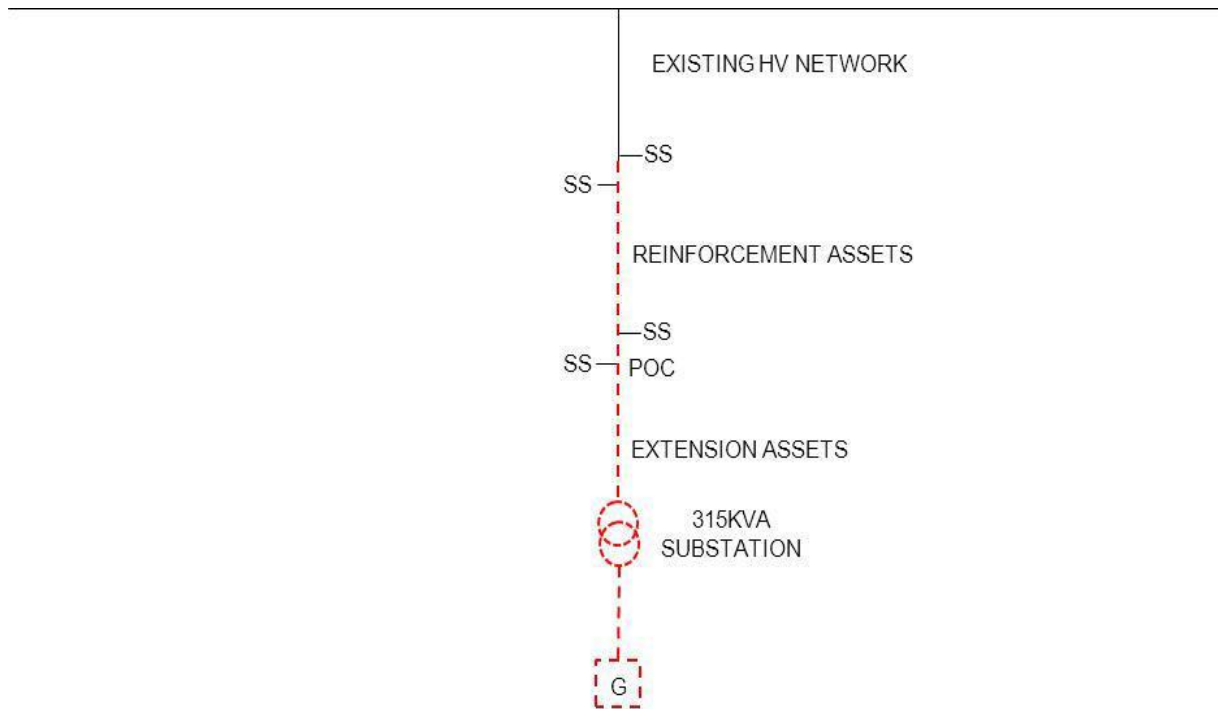 EXISTING HV NETWORK
SS
SS
REINFORCEMENT ASSETS
SS
SS
POC
EXTENSION ASSETS
315KVA
SUBSTATION
G